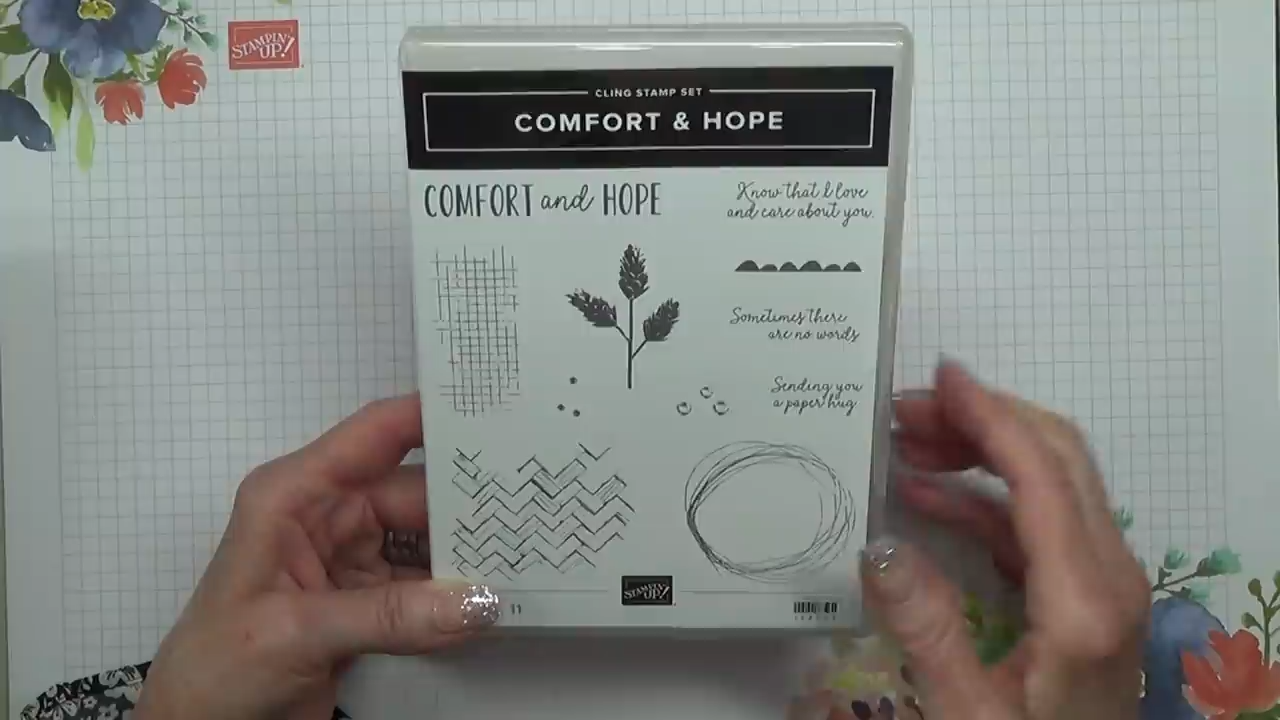 STAMPIN' UP!
CLING STAMP SET
COMFORT & HOPE
COMFORT and HOPE
Know that I love
and care about you.
Sometimes there
are no words
Sending you
a paper hug
STAMPIN' UP!